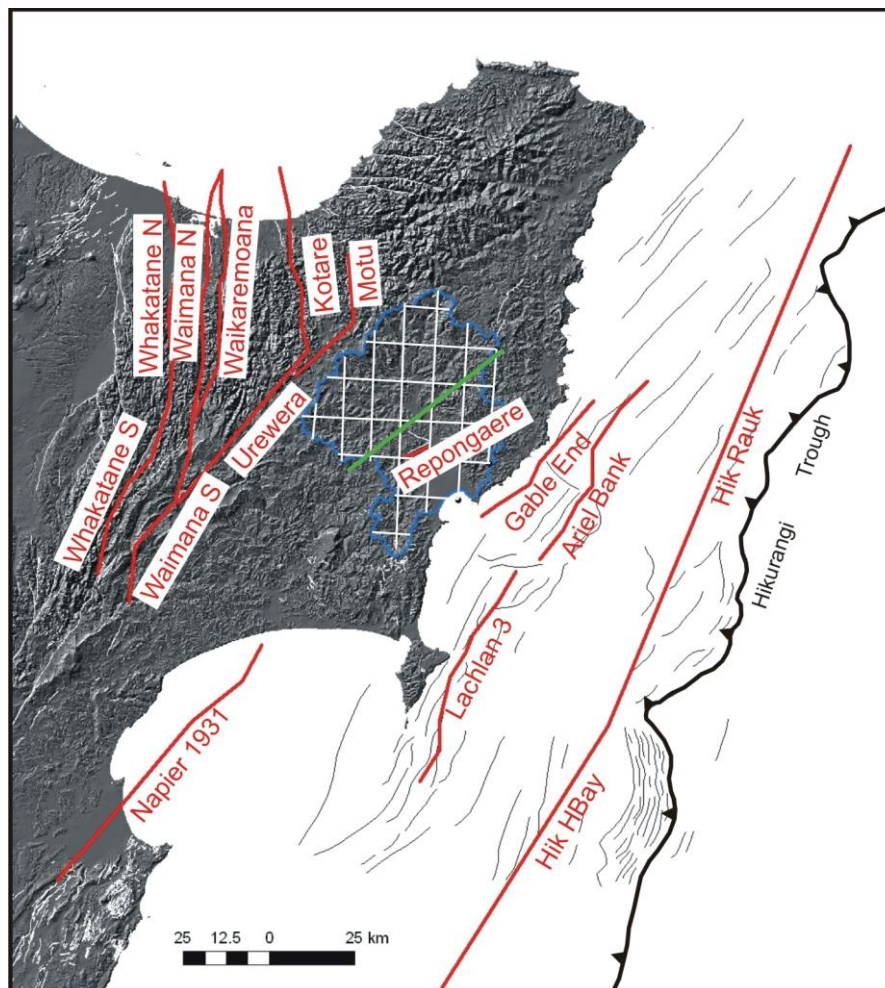 Whakatane N
Waimana N
Waikaremoana
Kotare
Motu
Whakatane S
Waimana S
Urewera
Repongaere
Gable End
Ariel Bank
Lachlan 3
Napier 1931
Hik Rauk
Hik HBay
Hikurangi Trough
25 12.5 0 25 km